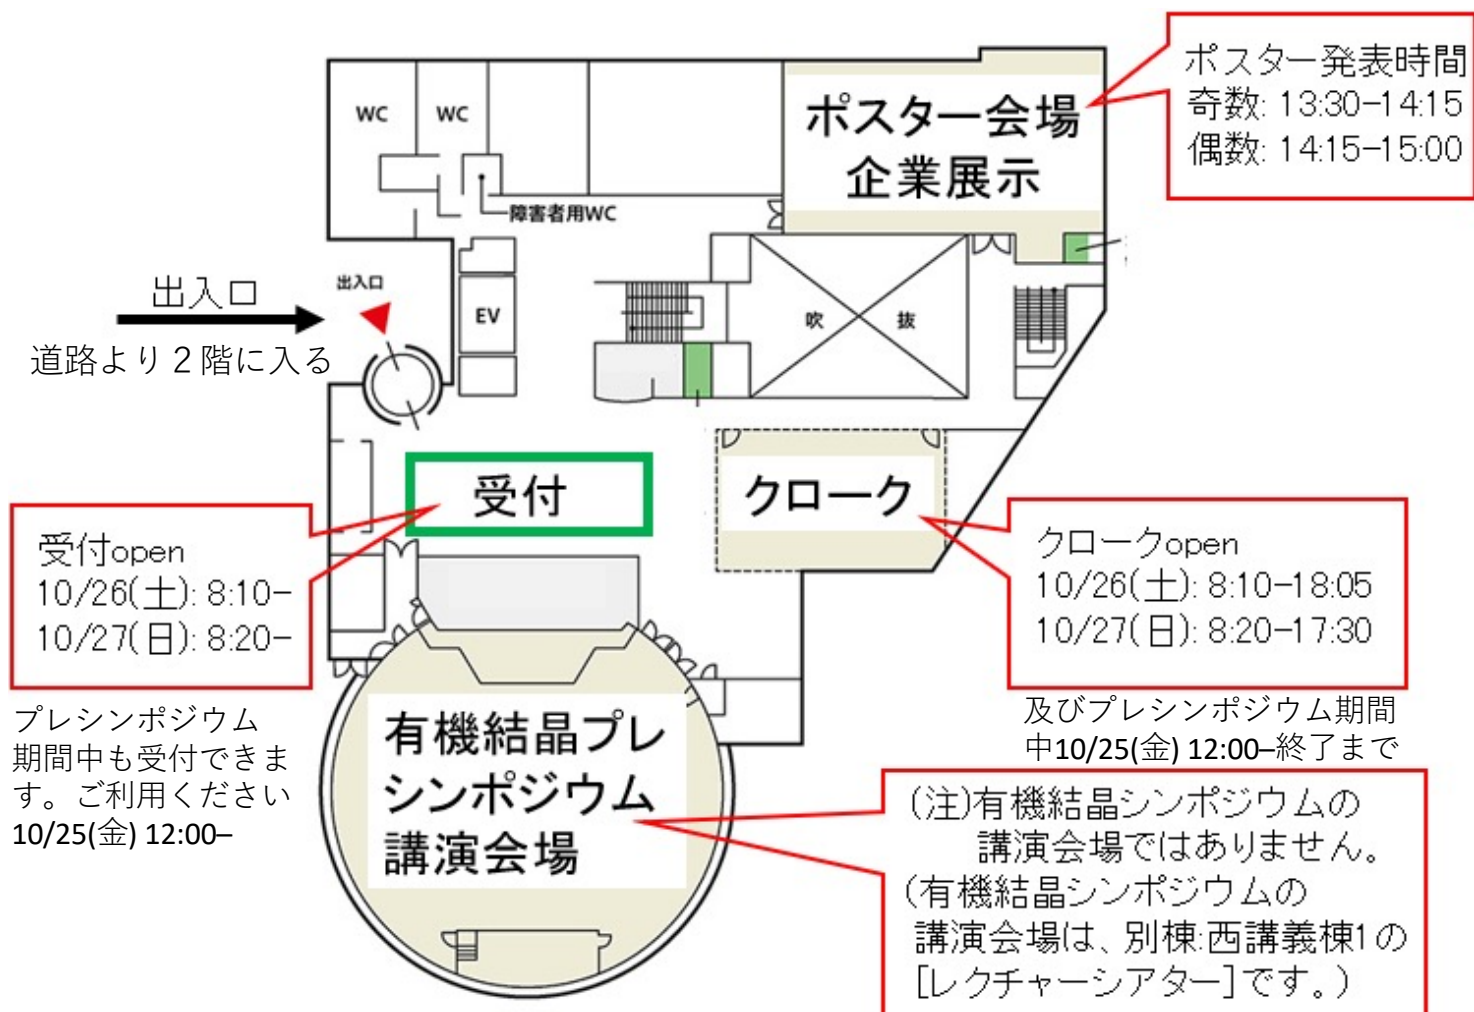 ポスター発表時間
奇数: 13:30-14:15
偶数: 14:15-15:00
WC
WC
ポスター会場
企業展示
障害者用WC
出入口
出入口
道路より２階に入る
EV
吹
抜
受付
クローク
受付open
10/26(土): 8:10-
10/27(日): 8:20-
プレシンポジウム
期間中も受付できま
す。ご利用ください
10/25(金) 12:00–
クロークopen
10/26(土): 8:10-18:05
10/27(日): 8:20-17:30
及びプレシンポジウム期間
中10/25(金) 12:00–終了まで
有機結晶プレ
シンポジウム
講演会場
(注)有機結晶シンポジウムの
講演会場ではありません。
(有機結晶シンポジウムの
講演会場は、別棟:西講義棟1の
[レクチャーシアター]です。)